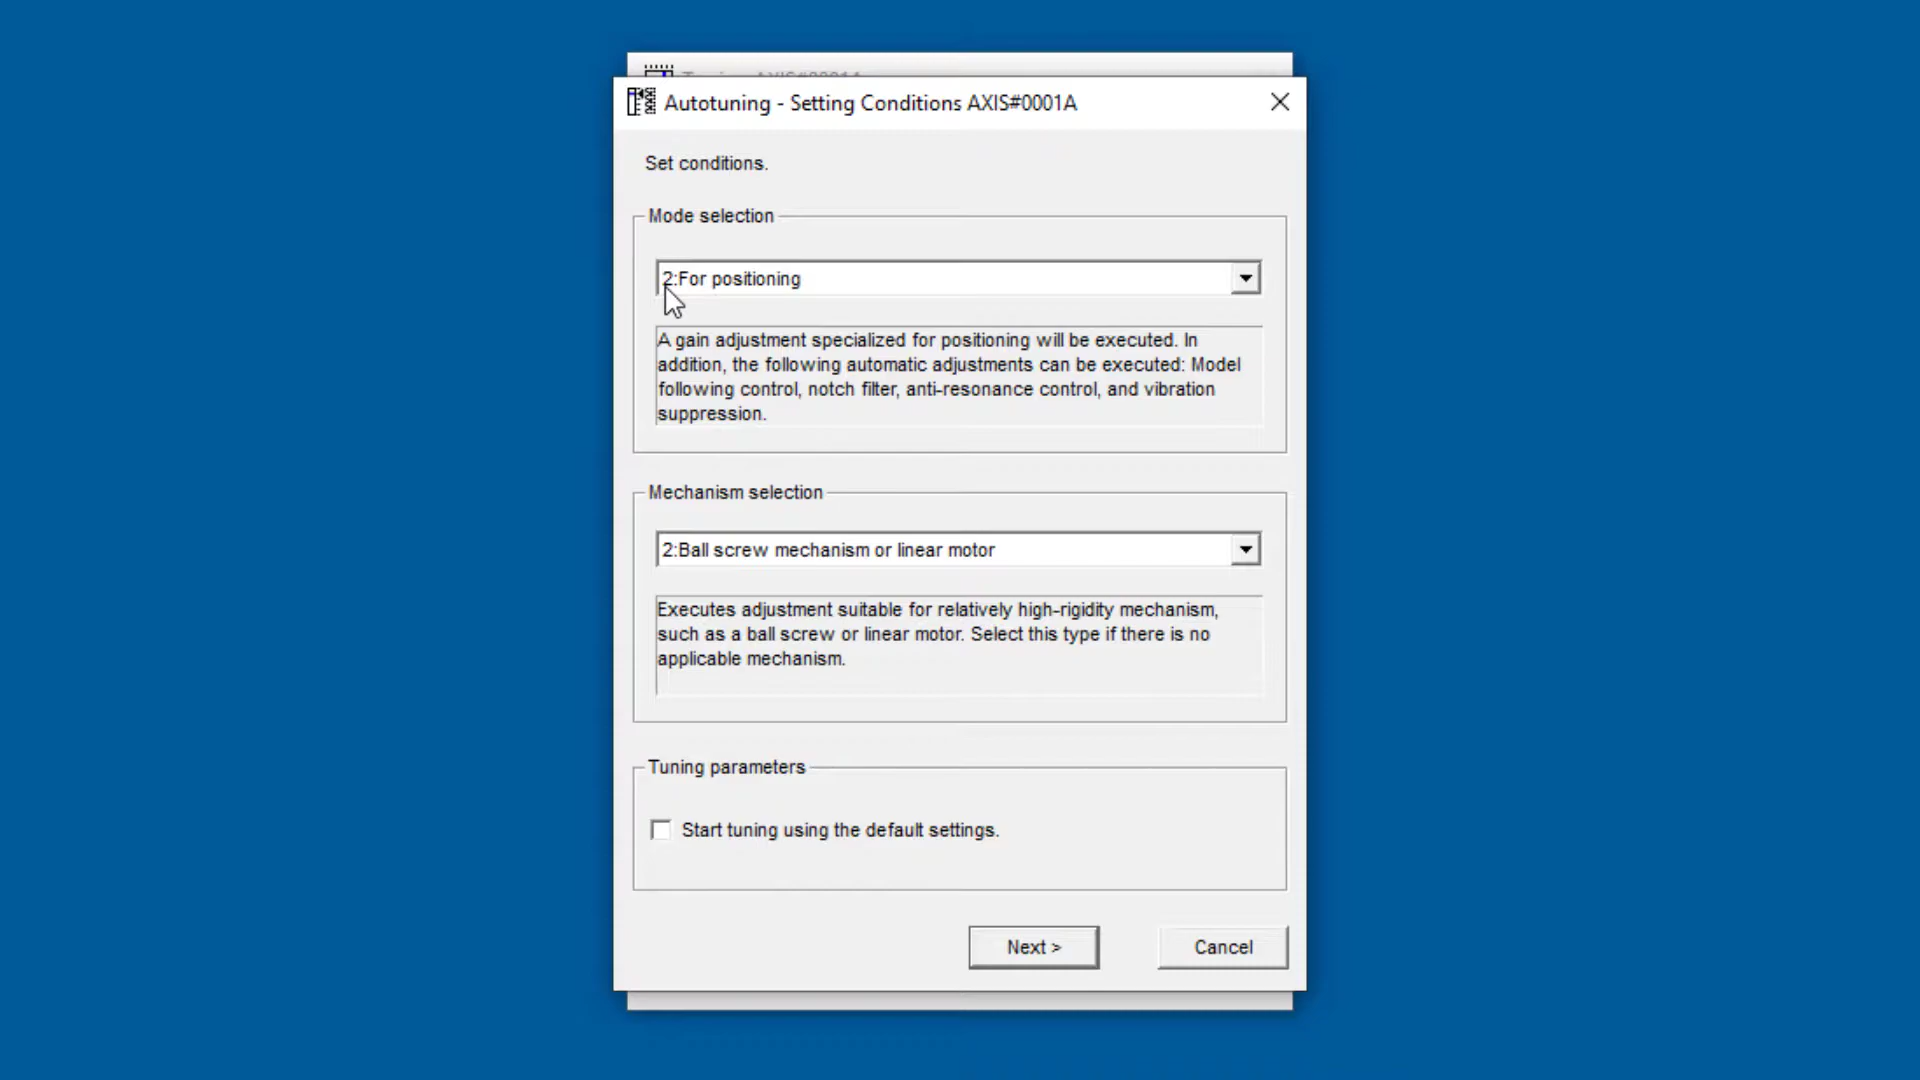 Autotuning - Setting Conditions AXIS#0001A
Set conditions.
Mode selection
2:For positioning
A gain adjustment specialized for positioning will be executed. In
addition, the following automatic adjustments can be executed: Model
following control, notch filter, anti-resonance control, and vibration
suppression.
Mechanism selection
2:Ball screw mechanism or linear motor
Executes adjustment suitable for relatively high-rigidity mechanism,
such as a ball screw or linear motor. Select this type if there is no
applicable mechanism.
Tuning parameters
Start tuning using the default settings.
Next >
Cancel